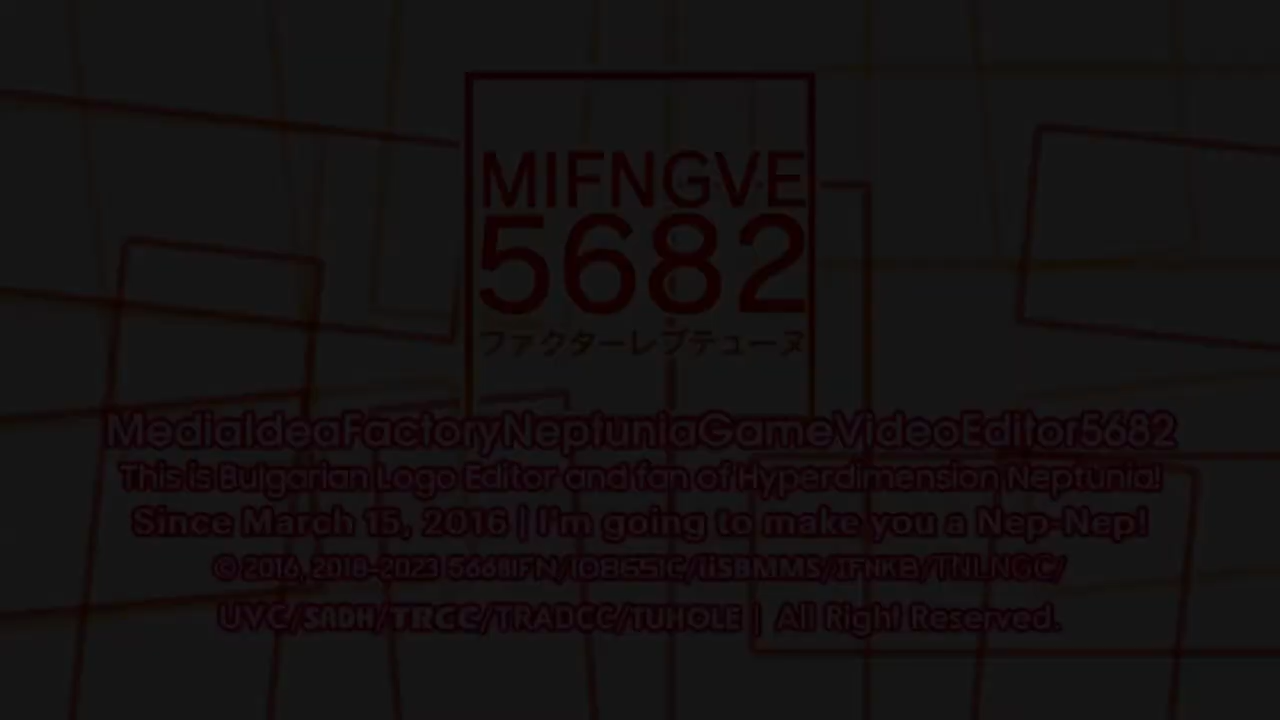 MIFNGVE
5682
ファクターレプテューヌ
MediaIdeaFactoryNeptuniaGameVideoEditor5682
This is Bulgarian Logo Editor and fan of Hyperdimension Neptunia!
Since March 15, 2016 | I'm going to make you a Nep-Nep!
© 2016, 2018-2023
UVC/SADH/TRCC/TRADCC/TUHOLE | All Right Reserved.